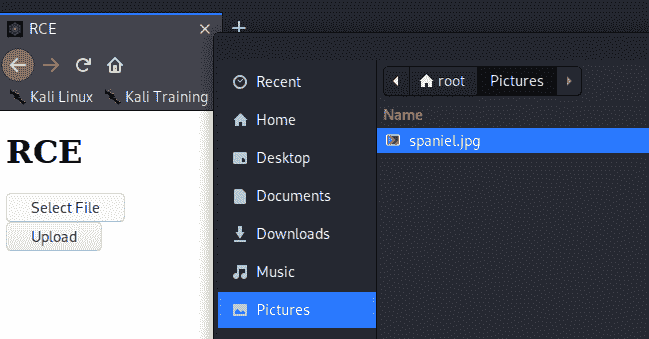 RCE
Kali Linux
Kali Training
RCE
Select File
Upload
Recent
Home
Desktop
Documents
Downloads
Music
Pictures
root
Pictures
Name
spaniel.jpg